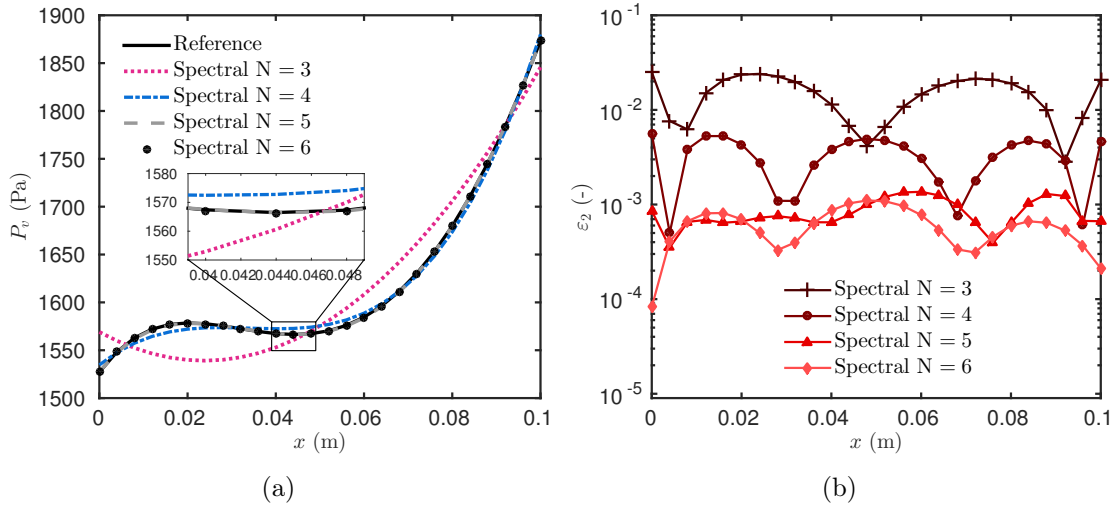 1900
1850
1800
1750
1700
1650
1600
1550
1500
P_v (Pa)
Reference
Spectral N = 3
Spectral N = 4
Spectral N = 5
Spectral N = 6
1580
1570
1560
1550
0.04 0.042 0.044 0.046 0.048
0 0.02 0.04 0.06 0.08 0.1
x (m)
(a)
10^-1
10^-2
10^-3
10^-4
10^-5
ε_2 (-)
Spectral N = 3
Spectral N = 4
Spectral N = 5
Spectral N = 6
0 0.02 0.04 0.06 0.08 0.1
x (m)
(b)